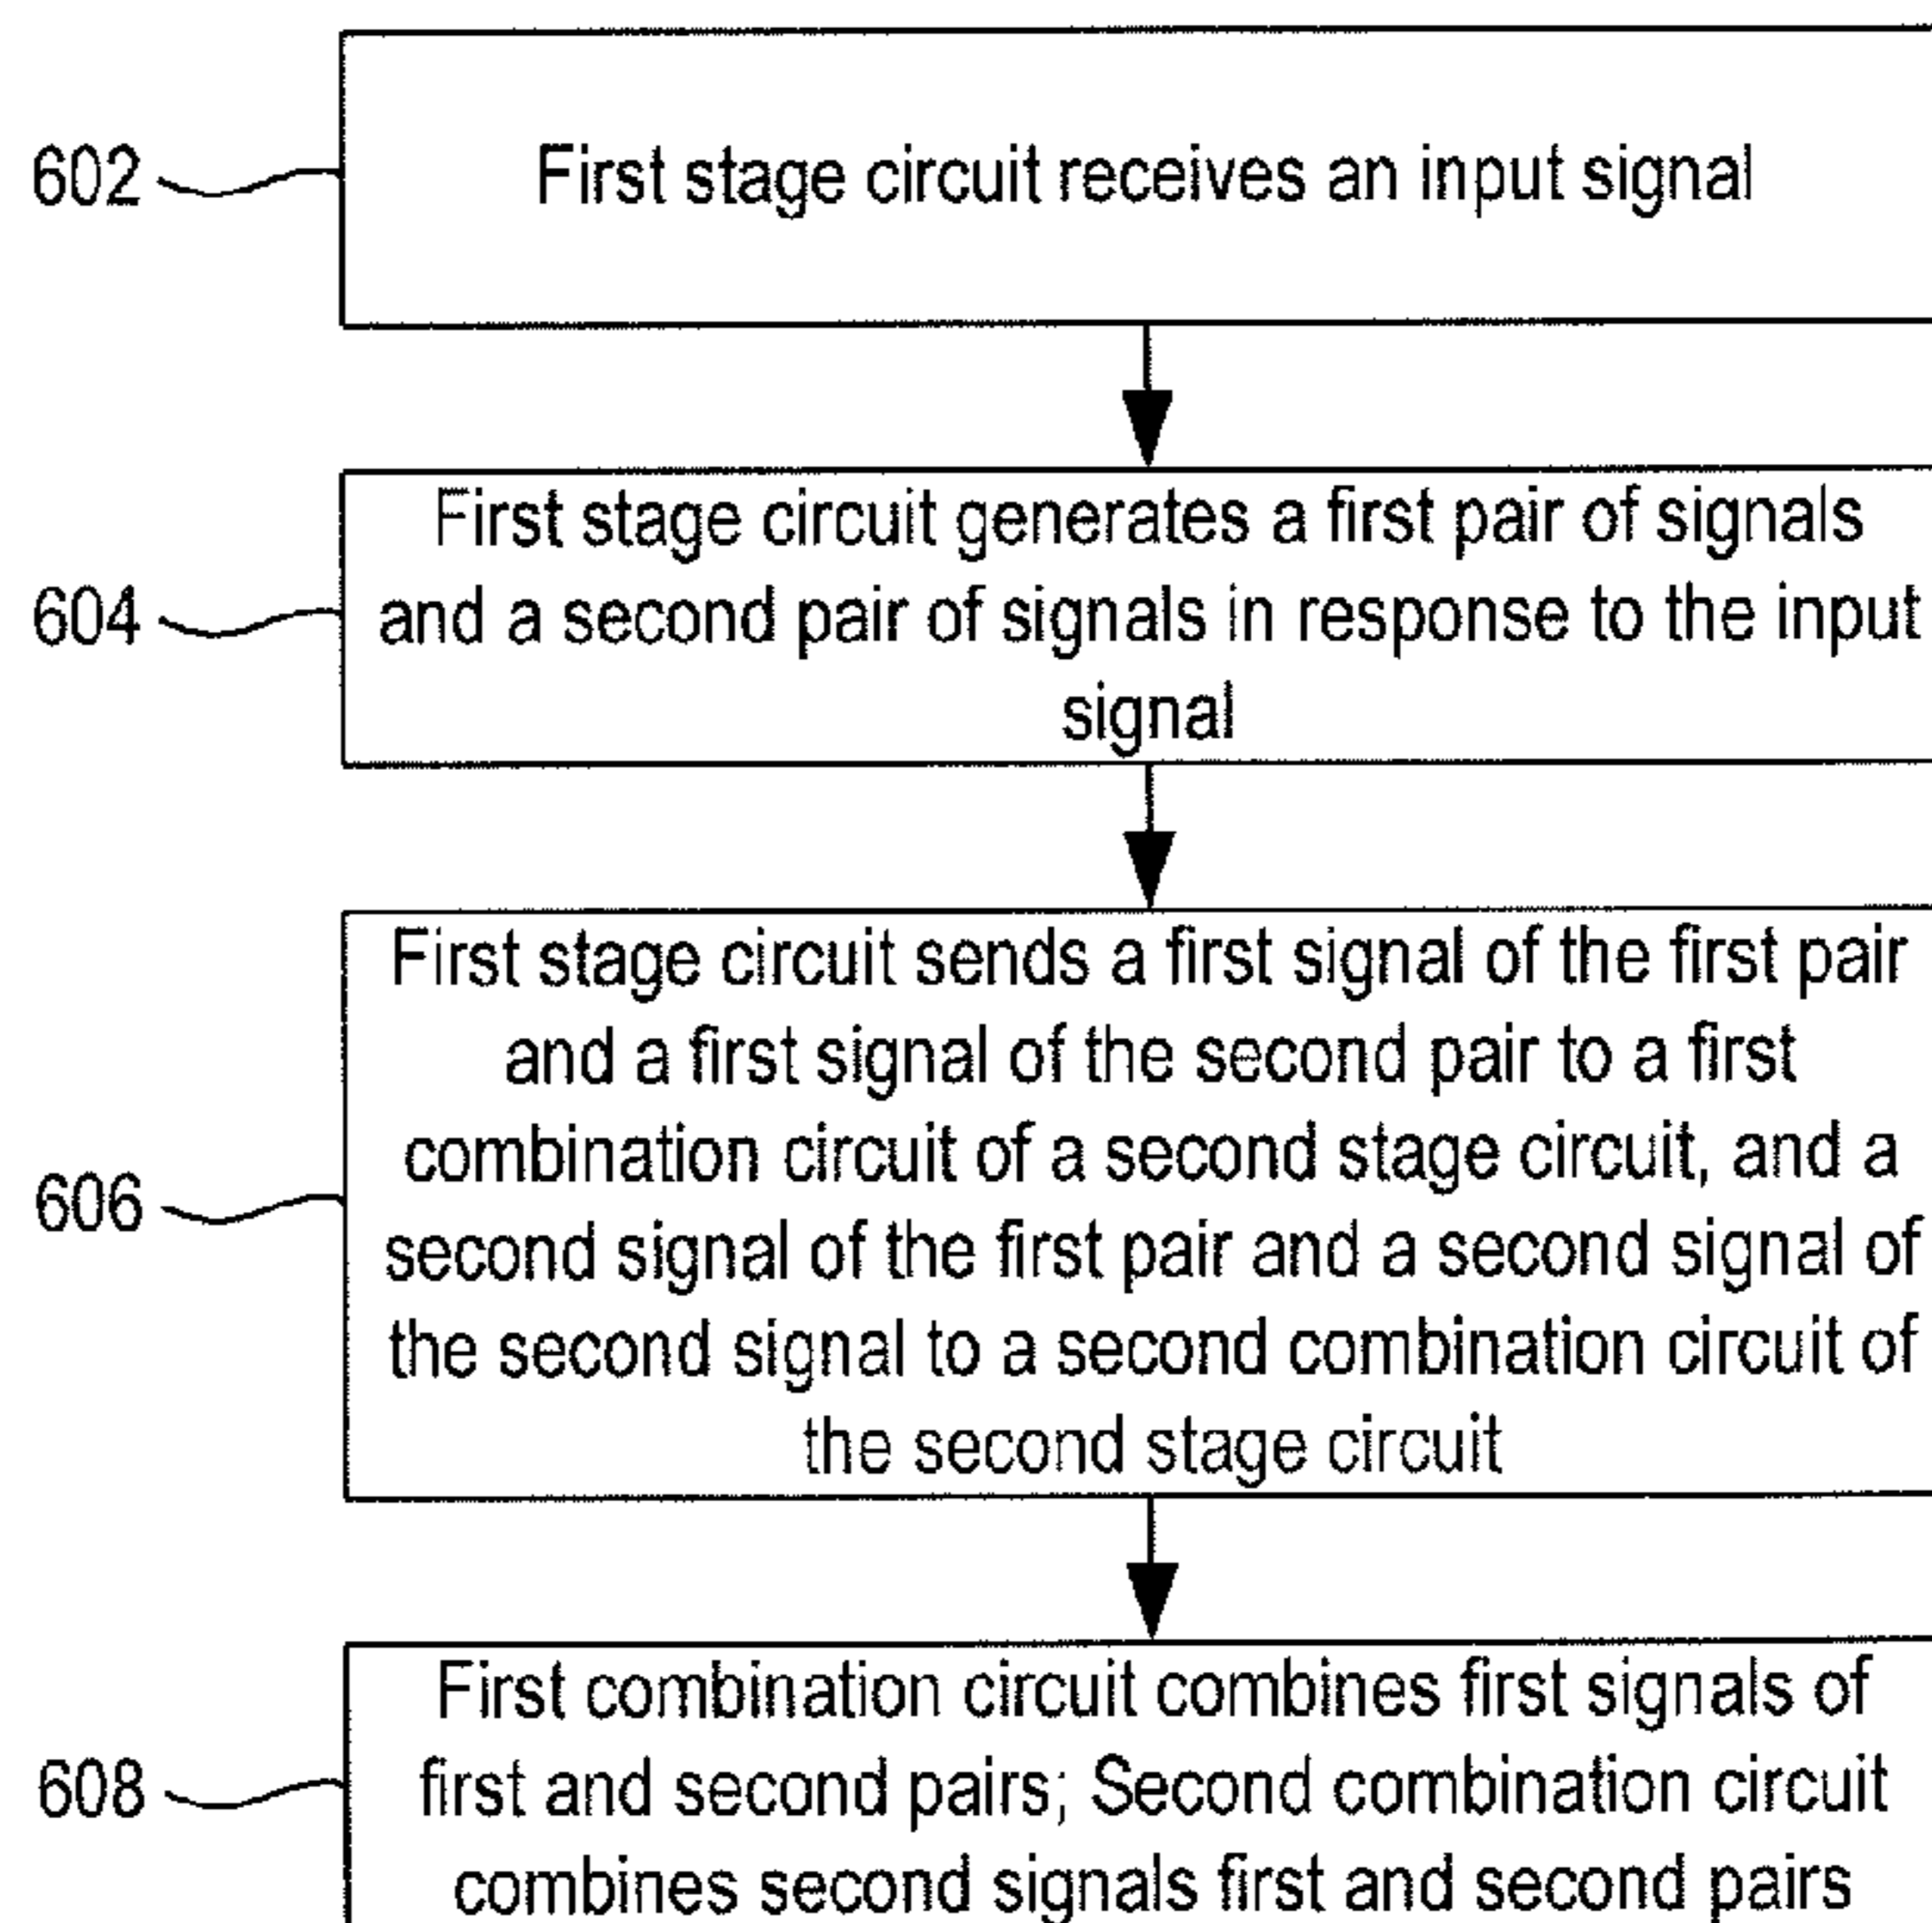 602
First stage circuit receives an input signal
604
First stage circuit generates a first pair of signals
and a second pair of signals in response to the input
signal
606
First stage circuit sends a first signal of the first pair
and a first signal of the second pair to a first
combination circuit of a second stage circuit, and a
second signal of the first pair and a second signal of
the second signal to a second combination circuit of
the second stage circuit
608
First combination circuit combines first signals of
first and second pairs; Second combination circuit
combines second signals first and second pairs